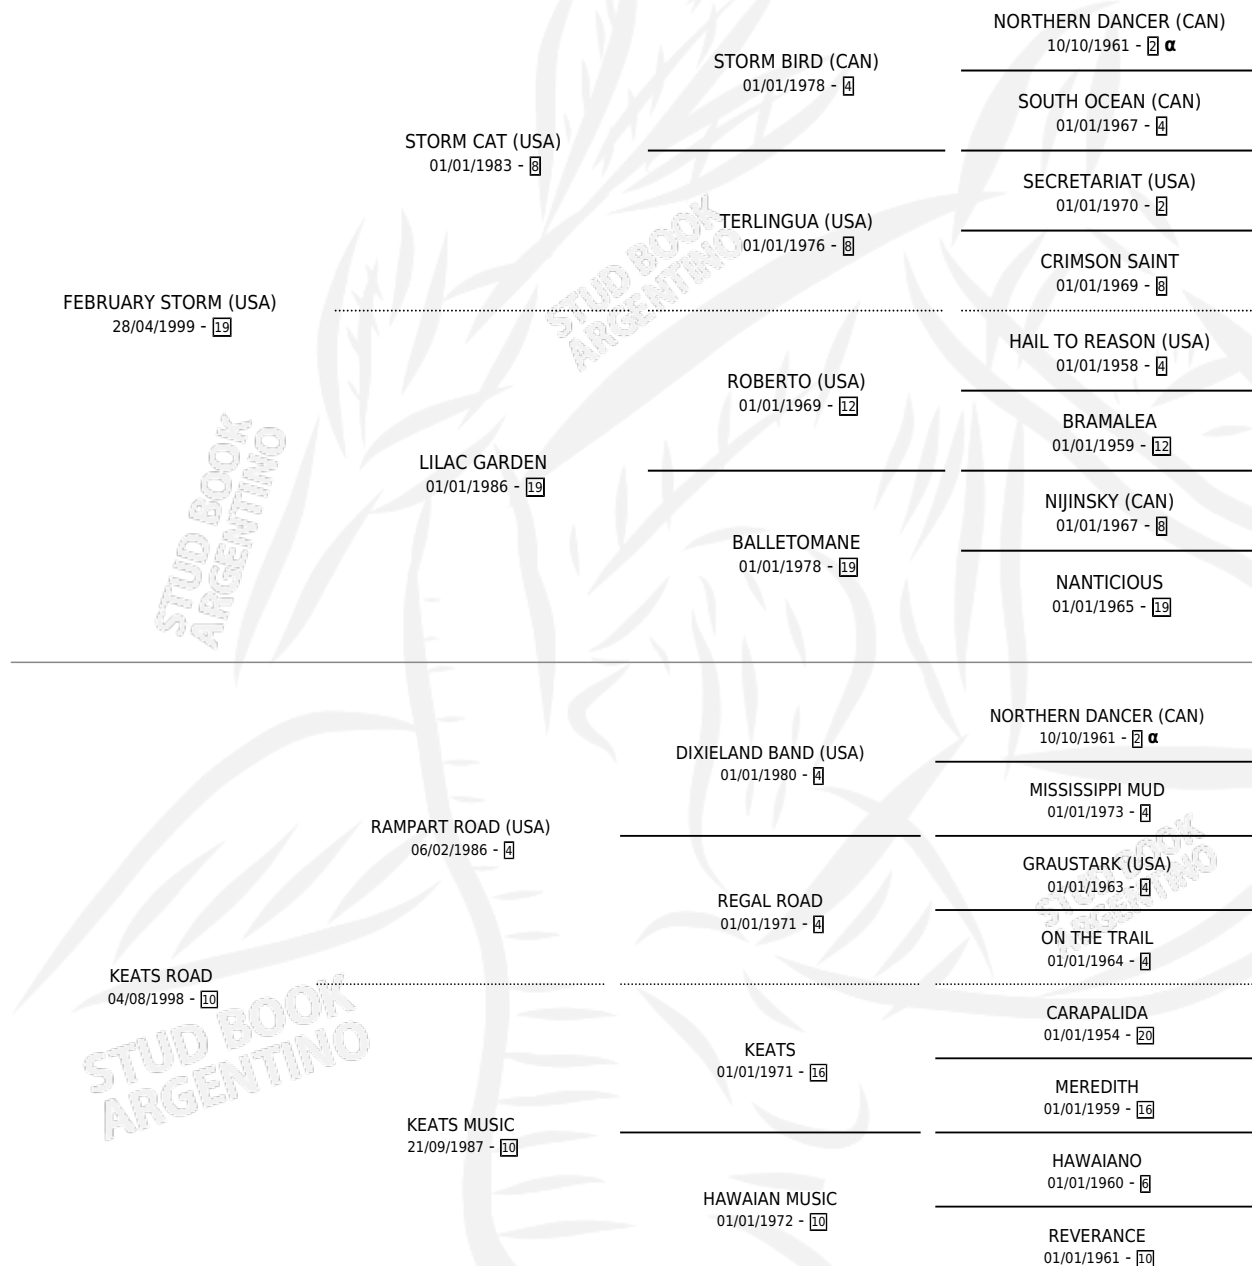 NORTHERN DANCER (CAN)
10/10/1961 - 2 α
STORM BIRD (CAN)
01/01/1978 - 4
SOUTH OCEAN (CAN)
01/01/1967 - 4
STORM CAT (USA)
01/01/1983 - 8
SECRETARIAT (USA)
01/01/1970 - 2
TERLINGUA (USA)
01/01/1976 - 8
CRIMSON SAINT
01/01/1969 - 8
FEBRUARY STORM (USA)
28/04/1999 - 19
HAIL TO REASON (USA)
01/01/1958 - 4
ROBERTO (USA)
01/01/1969 - 12
BRAMALEA
01/01/1959 - 12
LILAC GARDEN
01/01/1986 - 19
NIJINSKY (CAN)
01/01/1967 - 8
BALLETOMANE
01/01/1978 - 19
NANTICIOUS
01/01/1965 - 19
NORTHERN DANCER (CAN)
10/10/1961 - 2 α
DIXIELAND BAND (USA)
01/01/1980 - 4
MISSISSIPPI MUD
01/01/1973 - 4
RAMPART ROAD (USA)
06/02/1986 - 4
GRAUSTARK (USA)
01/01/1963 - 4
REGAL ROAD
01/01/1971 - 4
ON THE TRAIL
01/01/1964 - 4
KEATS ROAD
04/08/1998 - 10
CARAPALIDA
01/01/1954 - 20
KEATS
01/01/1971 - 16
MEREDITH
01/01/1959 - 16
KEATS MUSIC
21/09/1987 - 10
HAWAIANO
01/01/1960 - 6
HAWAIAN MUSIC
01/01/1972 - 10
REVERANCE
01/01/1961 - 10
STUD BOOK
ARGENTINO
STUD BOOK
ARGENTINO
STUD BOOK
ARGENTINO
STUD BOOK
ARGENTINO